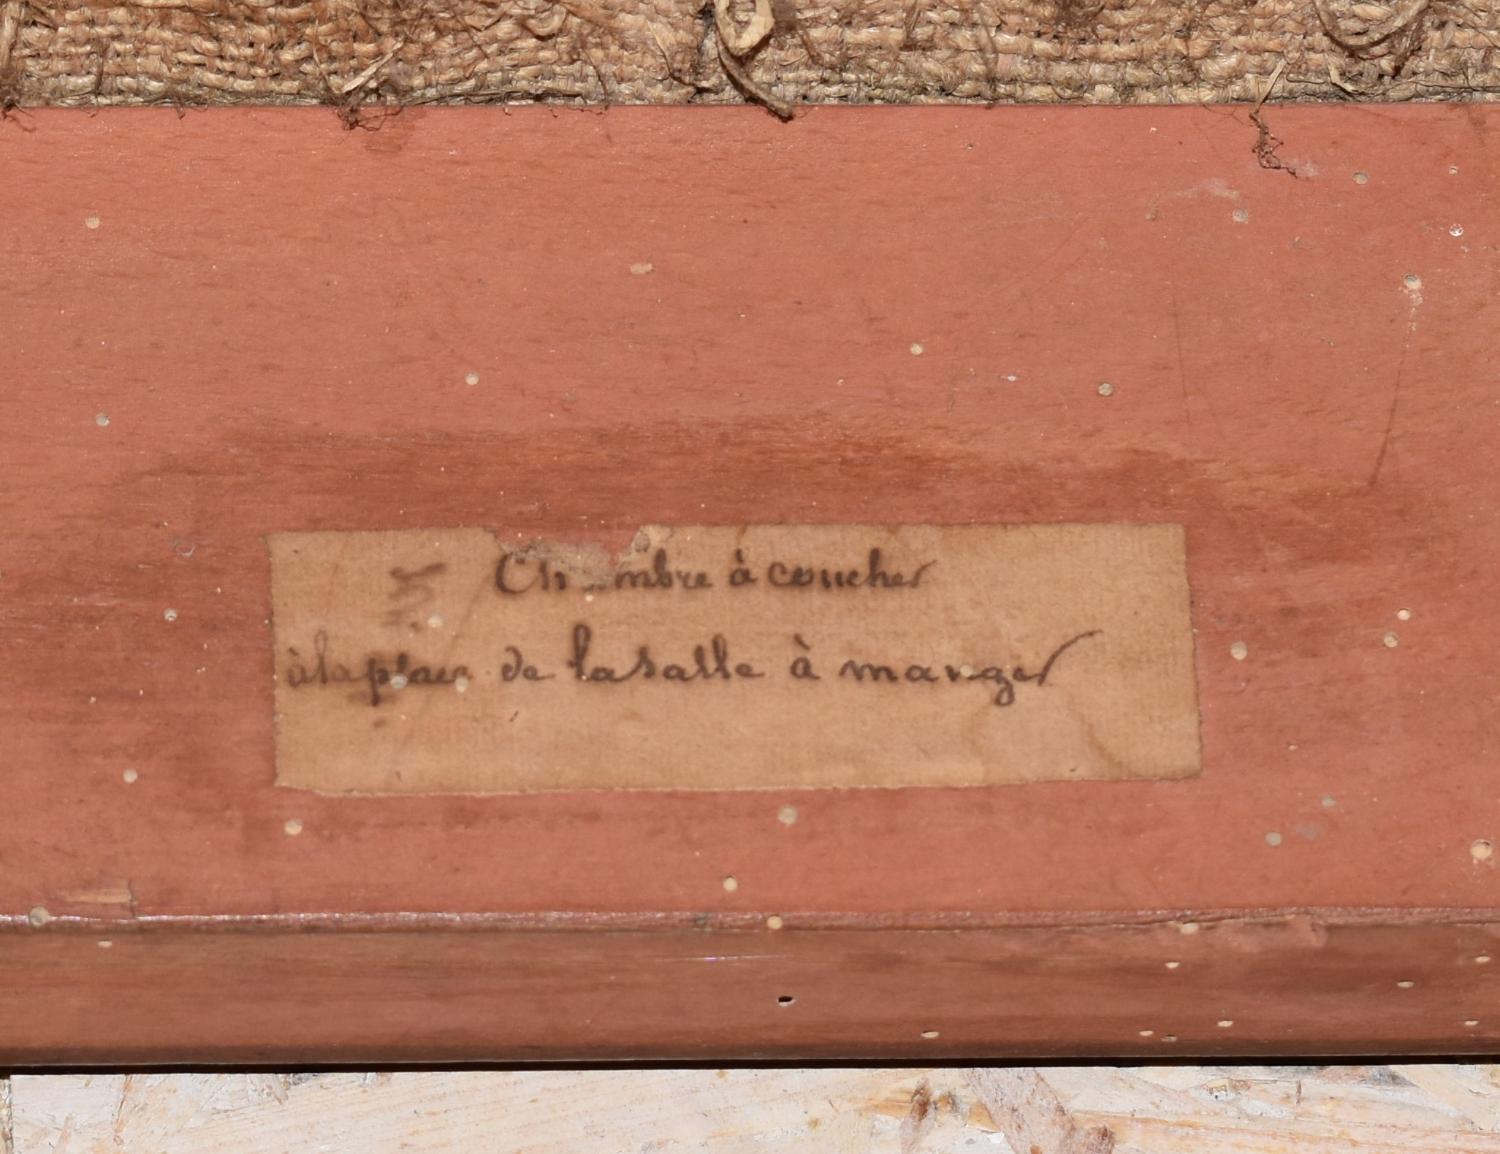 Chambre à coucher
à la place de la salle à manger